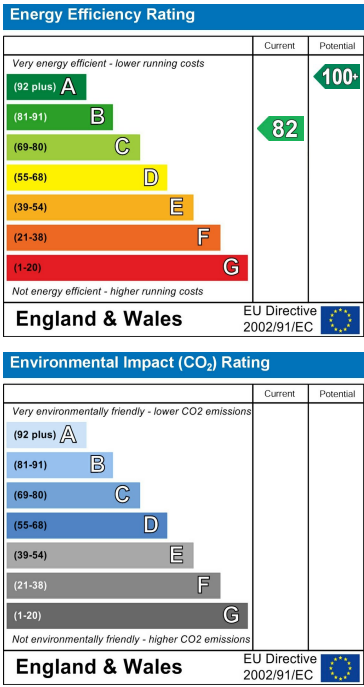 Energy Efficiency Rating
Current Potential
Very energy efficient - lower running costs
(92 plus) A
100+
(81-91) B
82
(69-80) C
(55-68) D
(39-54) E
(21-38) F
(1-20) G
Not energy efficient - higher running costs
England & Wales
EU Directive
2002/91/EC
Environmental Impact (CO₂) Rating
Current Potential
Very environmentally friendly - lower CO2 emissions
(92 plus) A
(81-91) B
(69-80) C
(55-68) D
(39-54) E
(21-38) F
(1-20) G
Not environmentally friendly - higher CO2 emissions
England & Wales
EU Directive
2002/91/EC